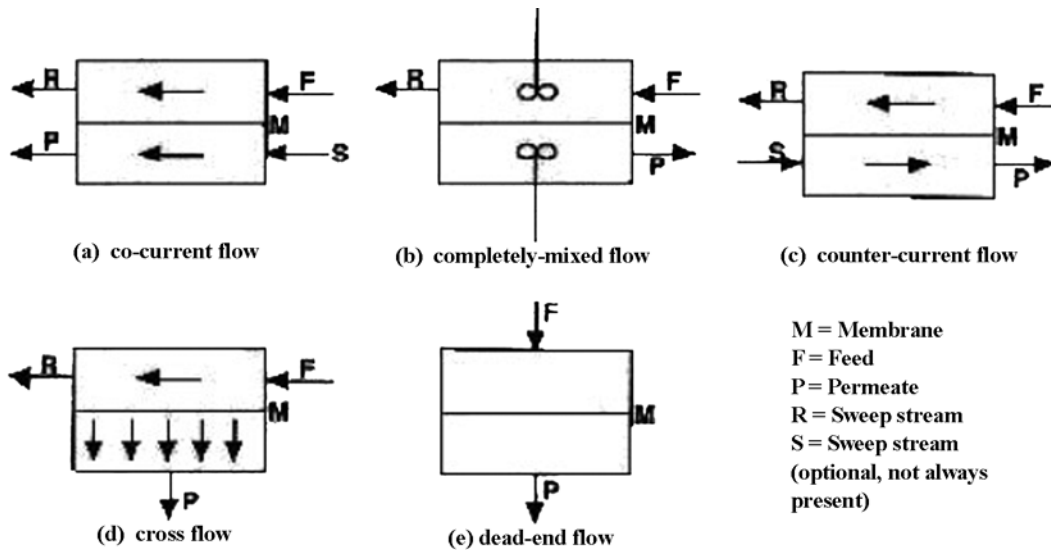 R F
M
P S
(a) co-current flow
R F
M
P
(b) completely-mixed flow
R F
M
S P
(c) counter-current flow
R F
M
P
(d) cross flow
F
M
P
(e) dead-end flow
M = Membrane
F = Feed
P = Permeate
R = Sweep stream
S = Sweep stream
(optional, not always
present)